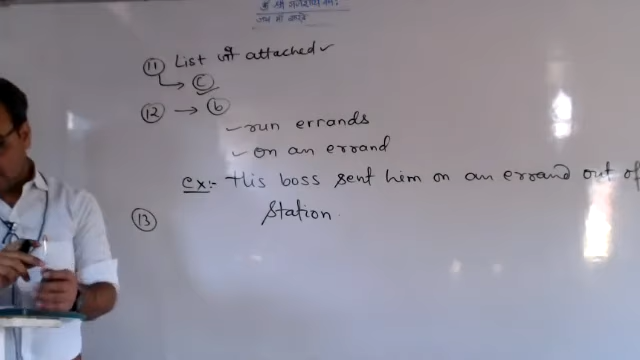 जय माँ
(11) List जो attached ✓
→ (c)
(12) → (b)
✓ run errands
✓ on an errand
ex:- His boss sent him on an errand out of
station.
(13)